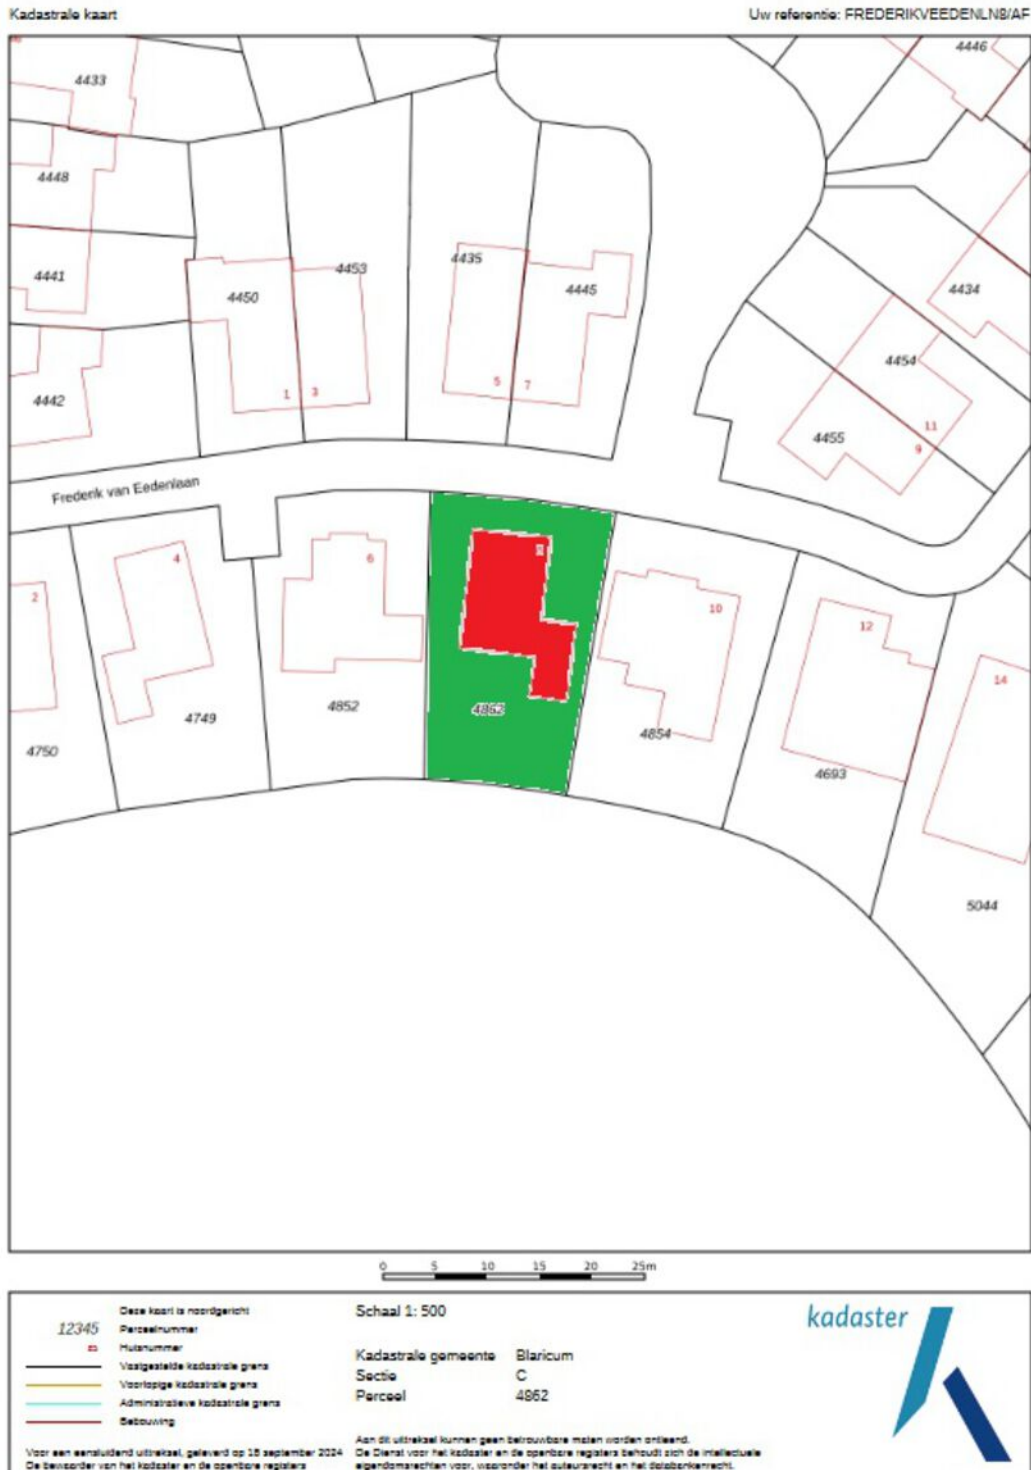 Kadastrale kaart
Uw referentie: FREDERIKVEEDENLN8/AF
4446
4433
4448
4441
4450
4453
4435
4445
4434
4454
4442
1
3
5
7
11
9
4455
Frederik van Eedenlaan
2
4
6
8
10
12
14
4750
4749
4852
4862
4854
4693
5044
0 5 10 15 20 25m
Deze kaart is noordgericht
12345 Perceelnummer
25 Huisnummer
Vastgestelde kadastrale grens
Voorlopige kadastrale grens
Administratieve kadastrale grens
Bebouwing
Voor een eensluidend uittreksel, geleverd op 18 september 2024
De bewaarder van het kadaster en de openbare registers
Schaal 1: 500
Kadastrale gemeente Blaricum
Sectie C
Perceel 4862
Aan dit uittreksel kunnen geen betrouwbare maten worden ontleend.
De Dienst voor het kadaster en de openbare registers behoudt zich de intellectuele
eigendomsrechten voor, waaronder het auteursrecht en het databankenrecht.
kadaster